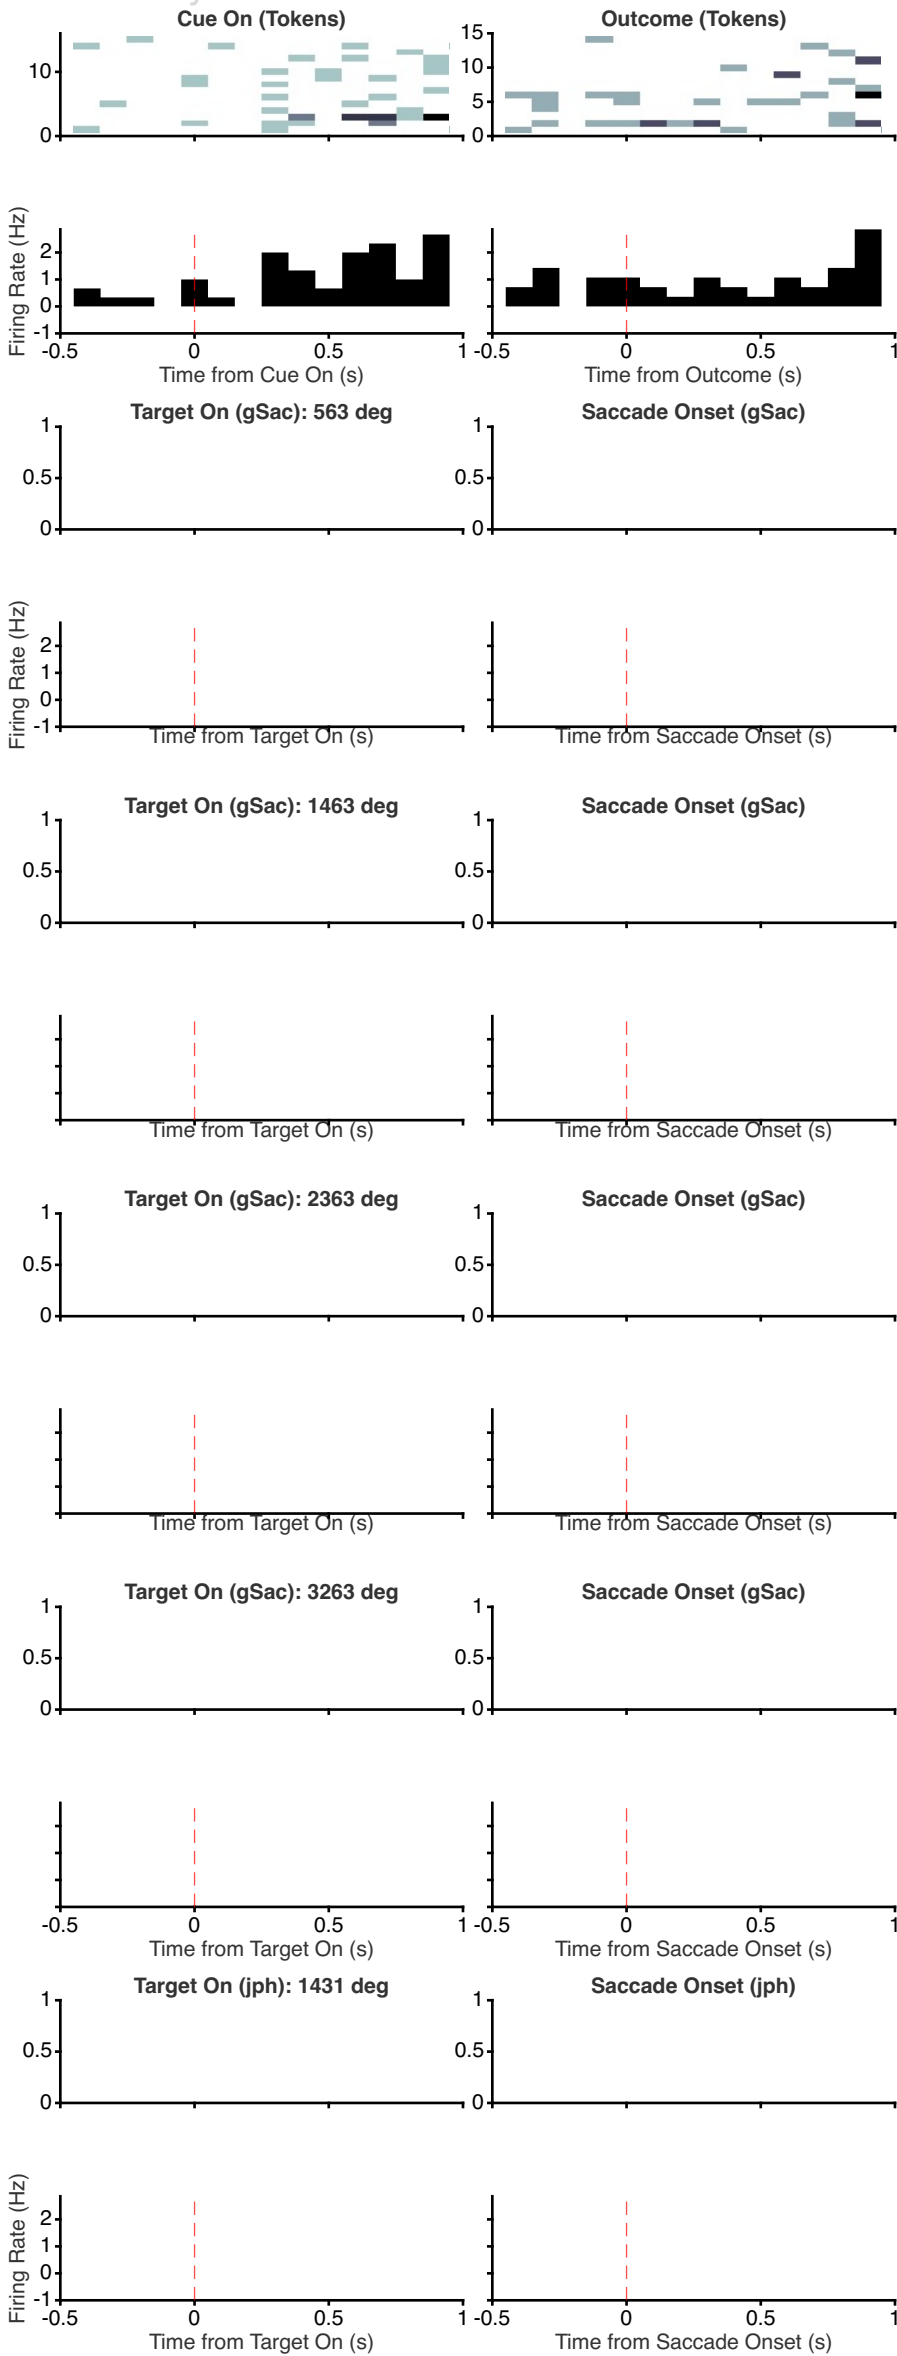 Cue On (Tokens) Outcome (Tokens)
15
10 10
5
0 0
Firing Rate (Hz)
2
1
0
-1
-0.5 0 0.5 1 -0.5 0 0.5 1
Time from Cue On (s) Time from Outcome (s)
Target On (gSac): 563 deg Saccade Onset (gSac)
1 1
0.5 0.5
0 0
Firing Rate (Hz)
2
1
0
-1
Time from Target On (s) Time from Saccade Onset (s)
Target On (gSac): 1463 deg Saccade Onset (gSac)
1 1
0.5 0.5
0 0
Time from Target On (s) Time from Saccade Onset (s)
Target On (gSac): 2363 deg Saccade Onset (gSac)
1 1
0.5 0.5
0 0
Time from Target On (s) Time from Saccade Onset (s)
Target On (gSac): 3263 deg Saccade Onset (gSac)
1 1
0.5 0.5
0 0
-0.5 0 0.5 1 -0.5 0 0.5 1
Time from Target On (s) Time from Saccade Onset (s)
Target On (jph): 1431 deg Saccade Onset (jph)
1 1
0.5 0.5
0 0
Firing Rate (Hz)
2
1
0
-1
-0.5 0 0.5 1 -0.5 0 0.5 1
Time from Target On (s) Time from Saccade Onset (s)